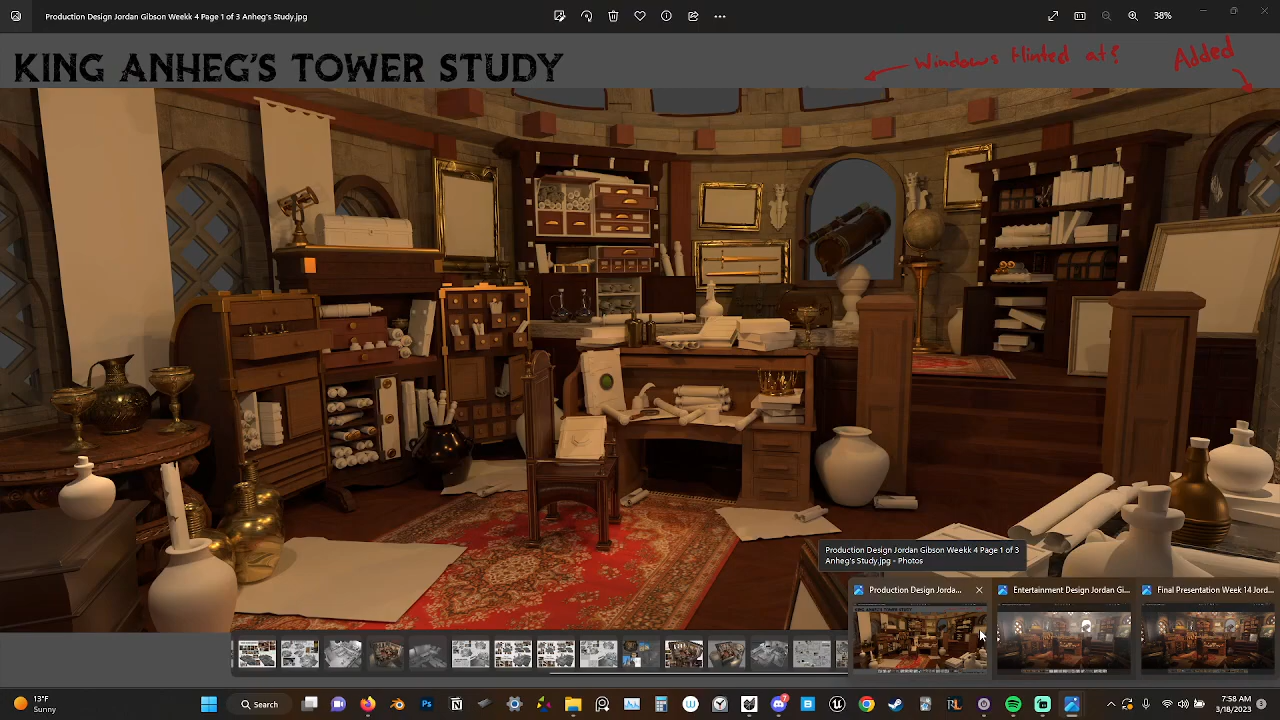 Production Design Jordan Gibson Weekk 4 Page 1 of 3 Anheg's Study.jpg
38%
KING ANHEG'S TOWER STUDY
Windows Hinted at?
Added
Production Design Jordan Gibson Weekk 4 Page 1 of 3
Anheg's Study.jpg - Photos
Production Design Jorda...
Entertainment Design Jordan Gi...
Final Presentation Week 14 Jord...
13°F
Sunny
Search
7:58 AM
3/18/2023